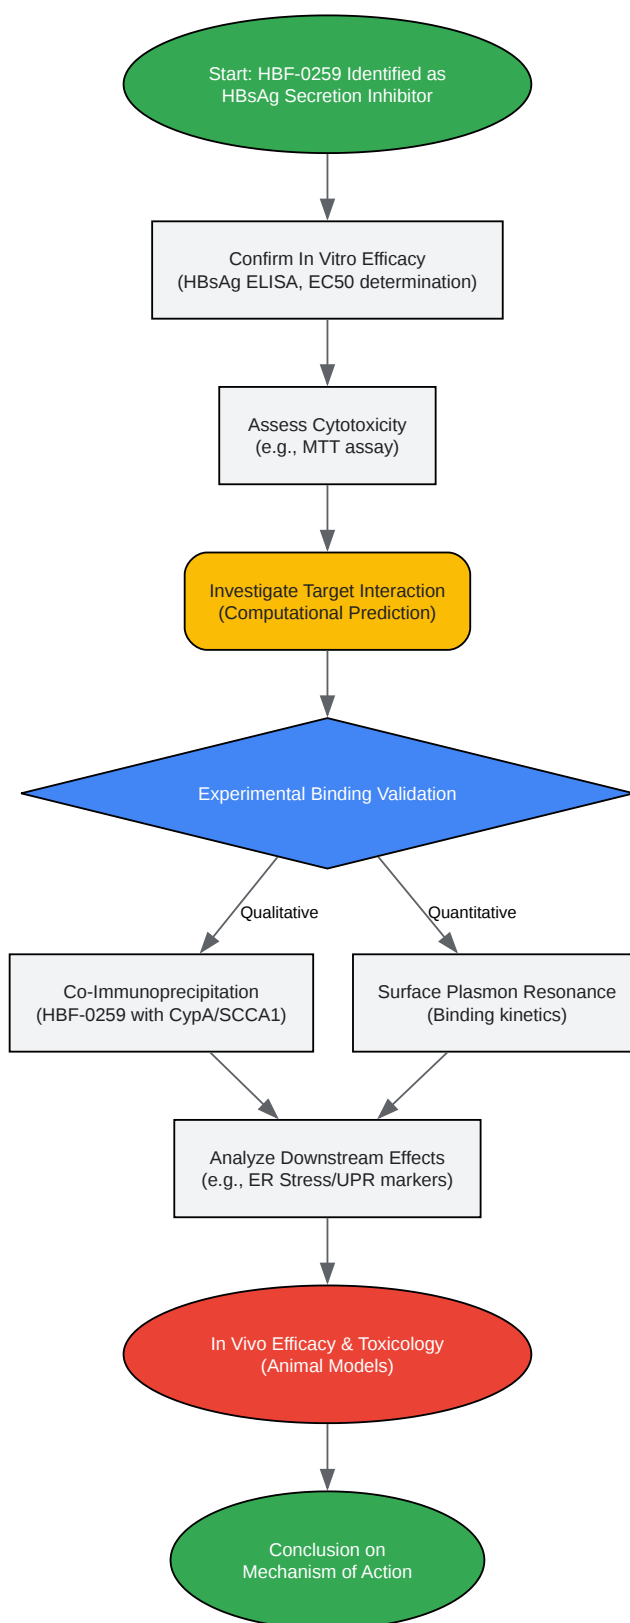 Start: HBF-0259 Identified as
HBsAg Secretion Inhibitor
Confirm In Vitro Efficacy
(HBsAg ELISA, EC50 determination)
Assess Cytotoxicity
(e.g., MTT assay)
Investigate Target Interaction
(Computational Prediction)
Experimental Binding Validation
Qualitative
Quantitative
Co-Immunoprecipitation
(HBF-0259 with CypA/SCCA1)
Surface Plasmon Resonance
(Binding kinetics)
Analyze Downstream Effects
(e.g., ER Stress/UPR markers)
In Vivo Efficacy & Toxicology
(Animal Models)
Conclusion on
Mechanism of Action